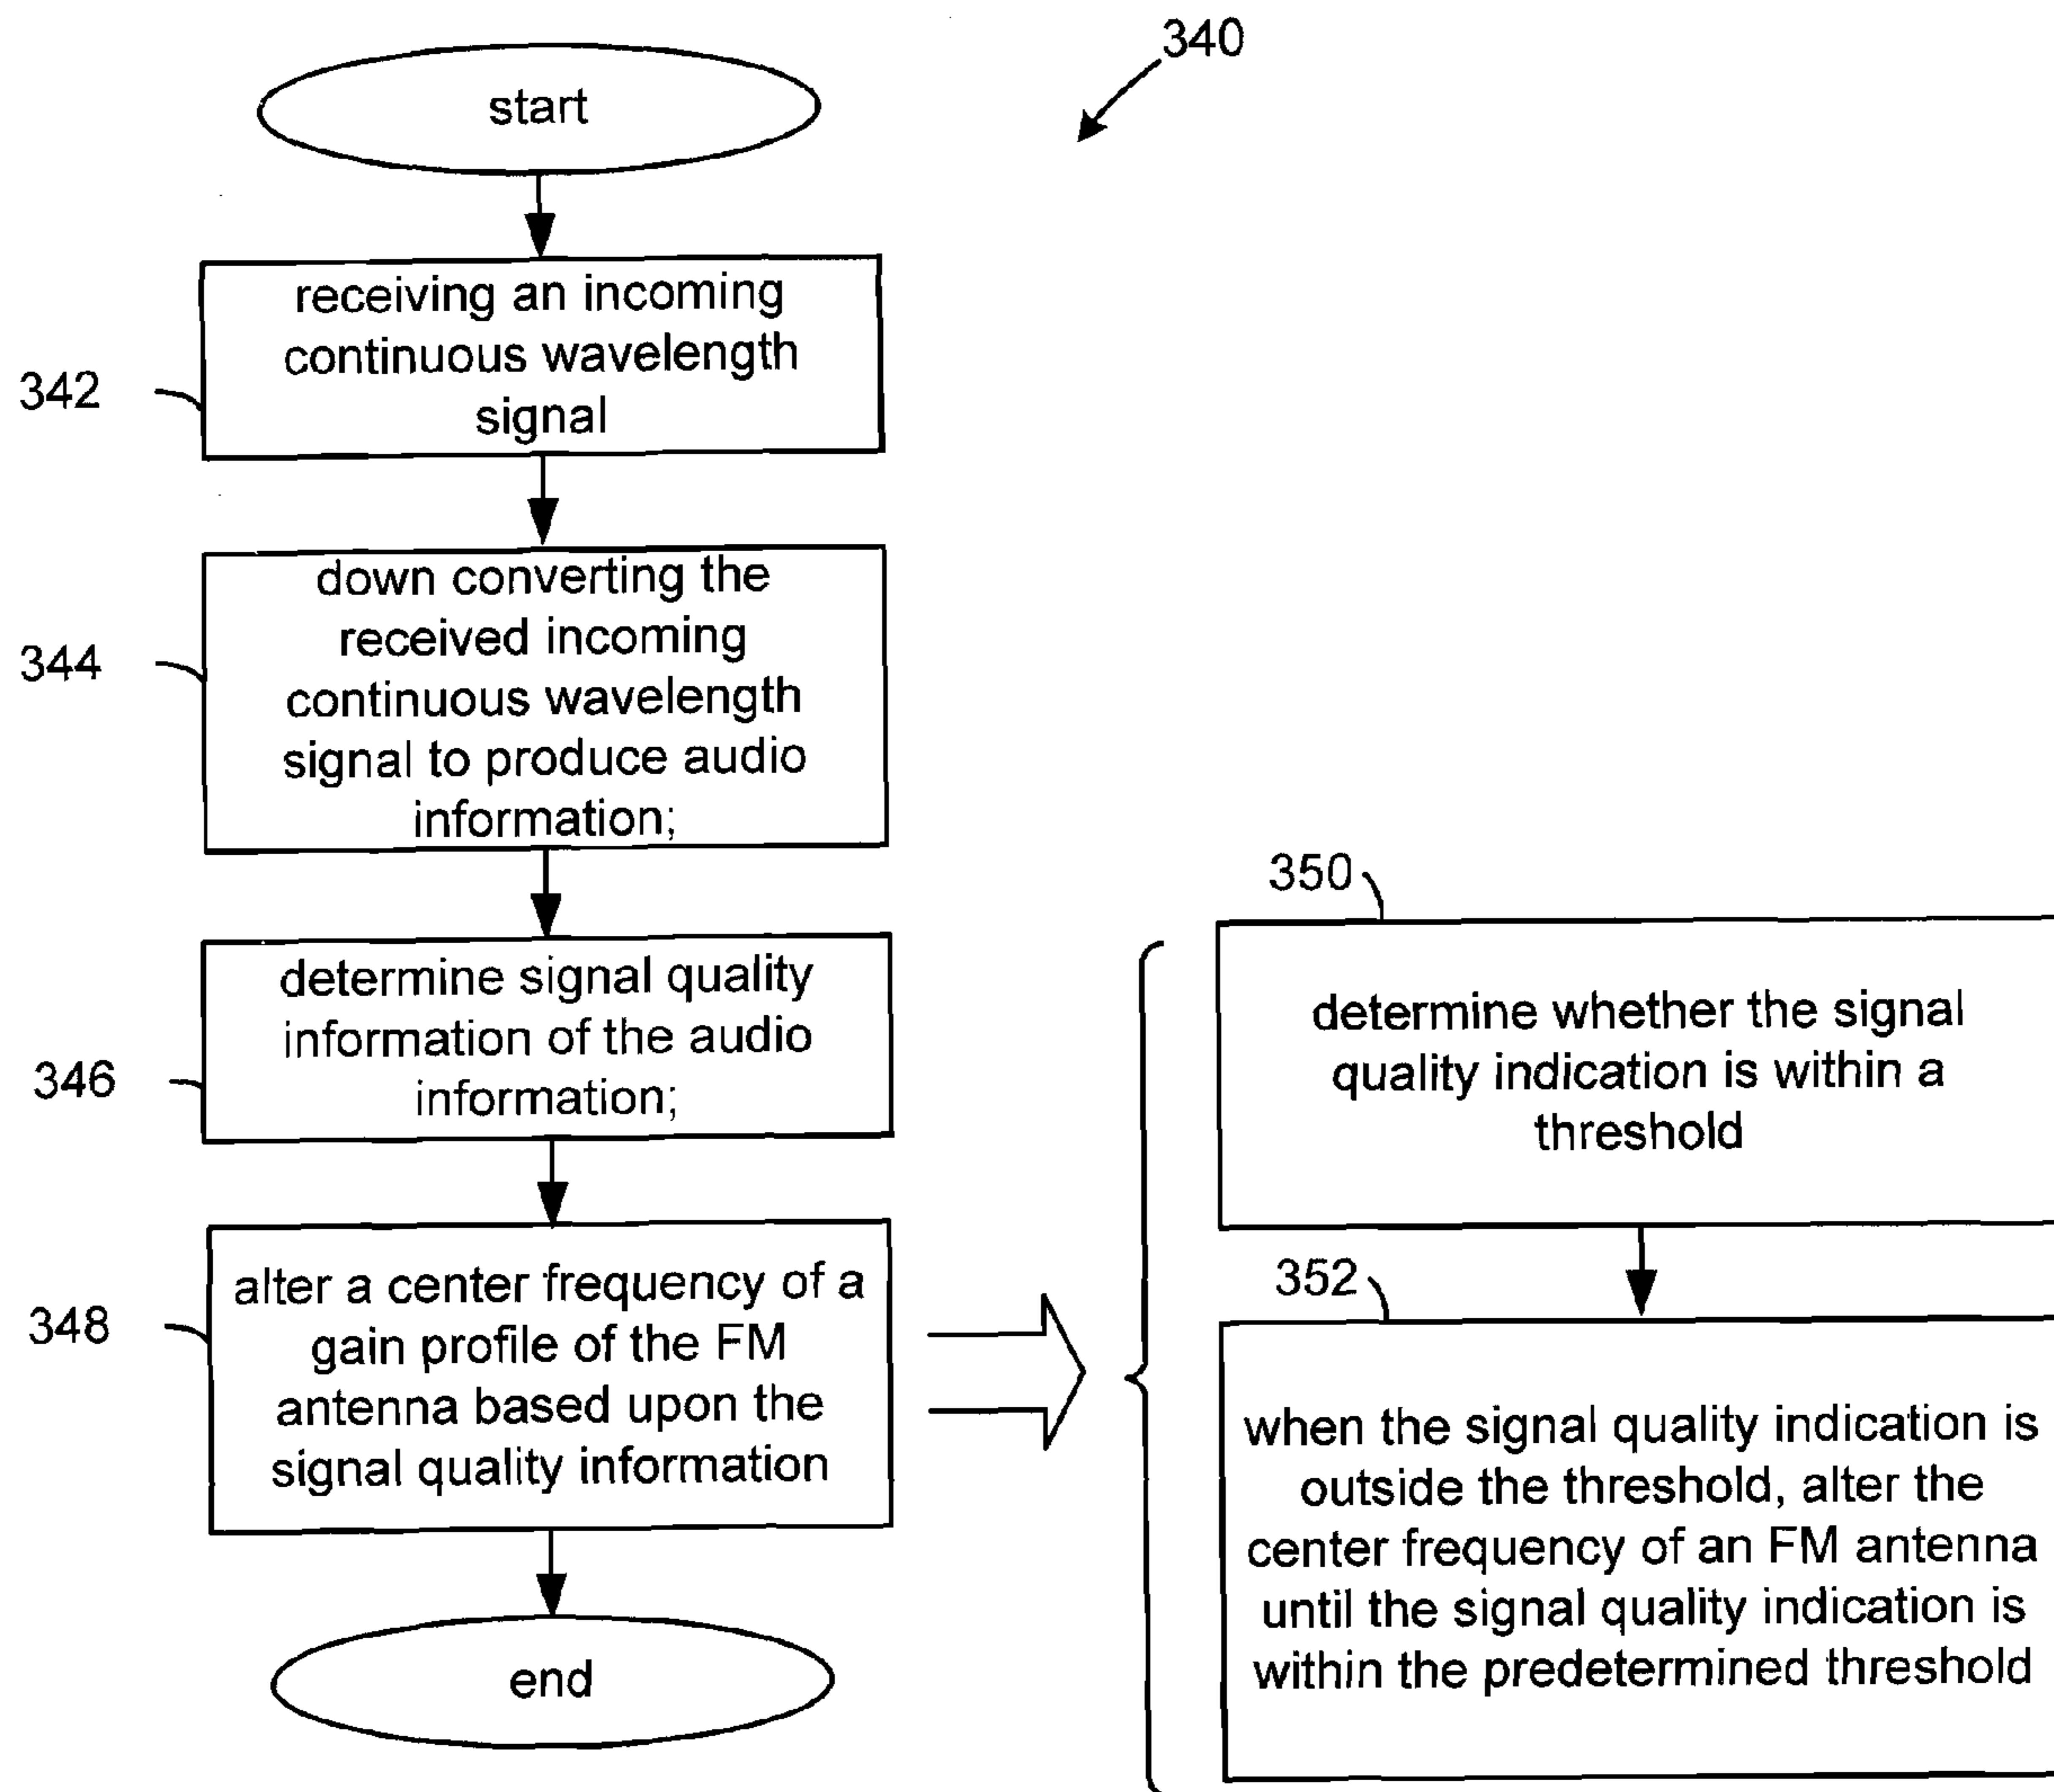 340
start
receiving an incoming
continuous wavelength
signal
342
down converting the
received incoming
continuous wavelength
signal to produce audio
information;
344
determine signal quality
information of the audio
information;
346
alter a center frequency of a
gain profile of the FM
antenna based upon the
signal quality information
348
end
350
determine whether the signal
quality indication is within a
threshold
352
when the signal quality indication is
outside the threshold, alter the
center frequency of an FM antenna
until the signal quality indication is
within the predetermined threshold